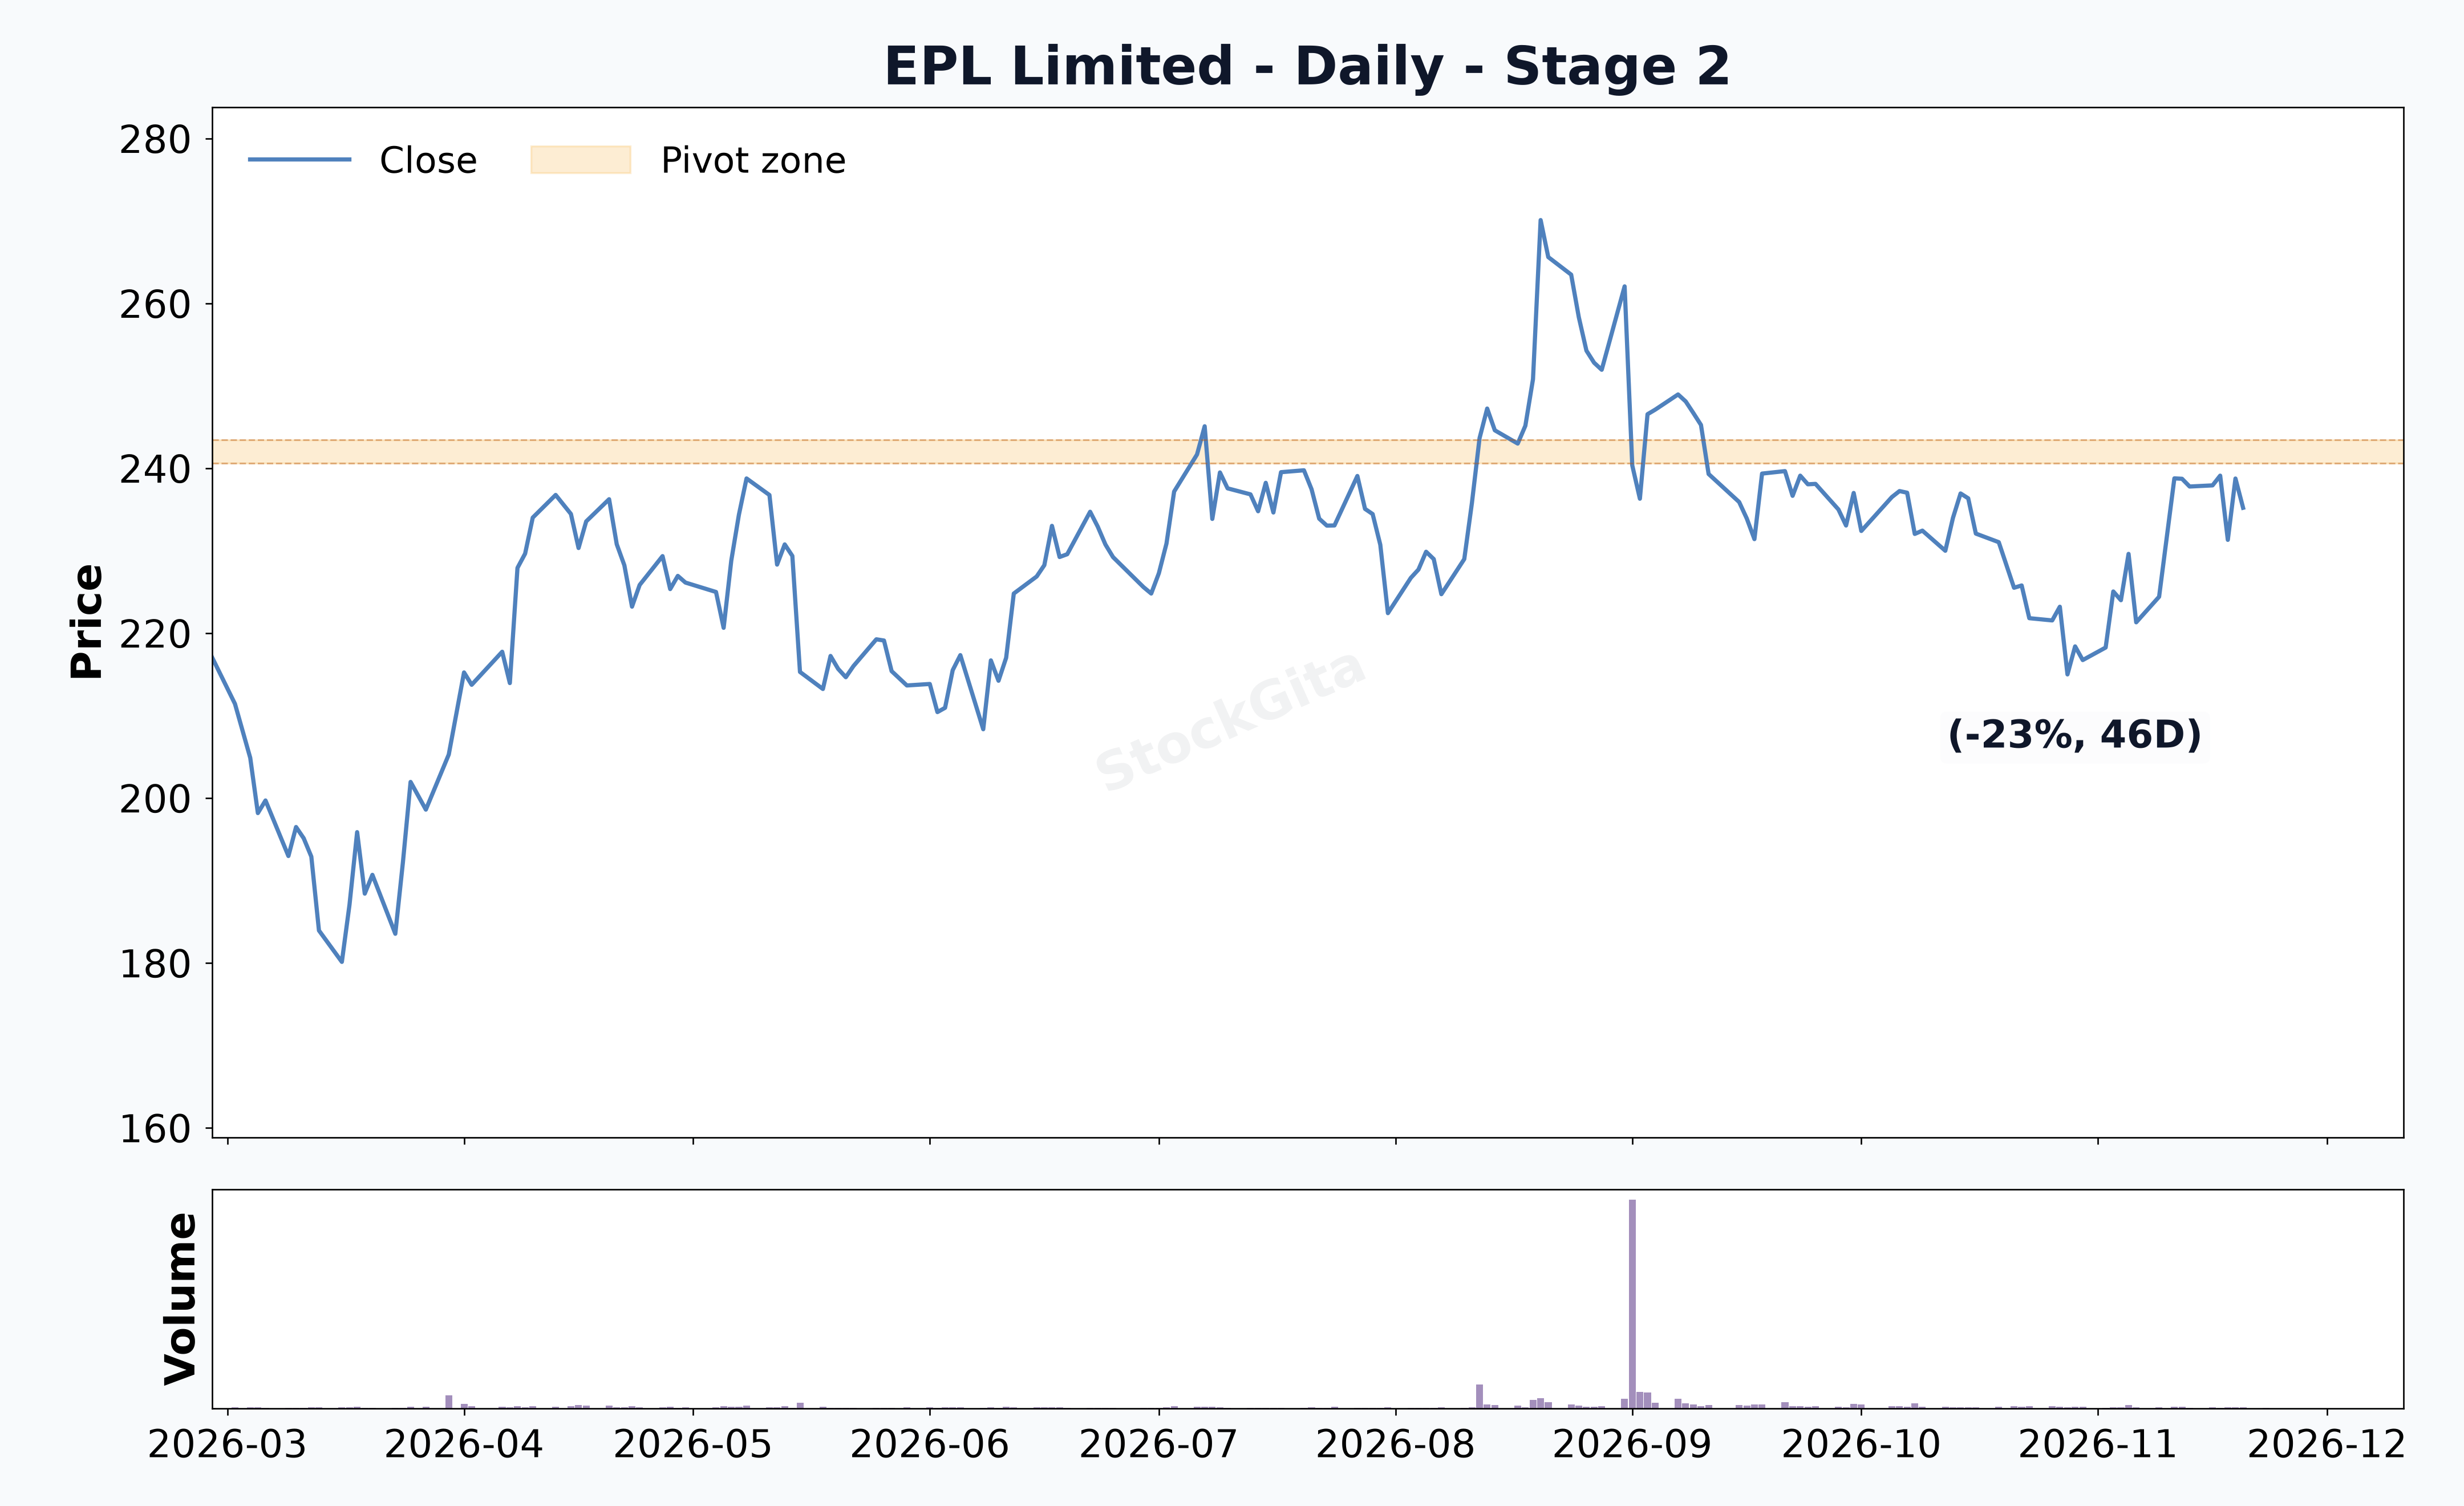 EPL Limited - Daily - Stage 2
Close
Pivot zone
280
260
240
220
200
180
160
Price
StockGita
(-23%, 46D)
Volume
2026-03
2026-04
2026-05
2026-06
2026-07
2026-08
2026-09
2026-10
2026-11
2026-12